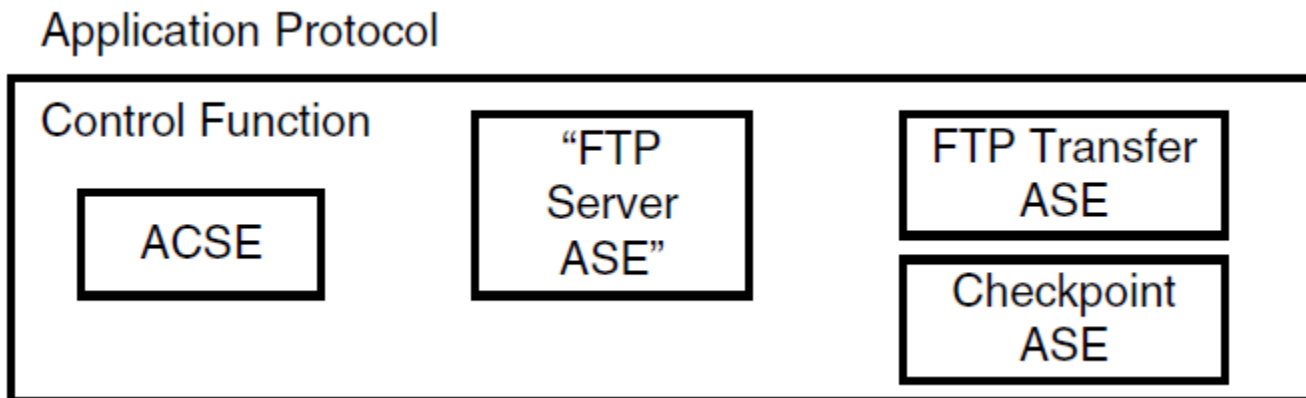 Application Protocol
Control Function
ACSE
“FTP
Server
ASE”
FTP Transfer
ASE
Checkpoint
ASE